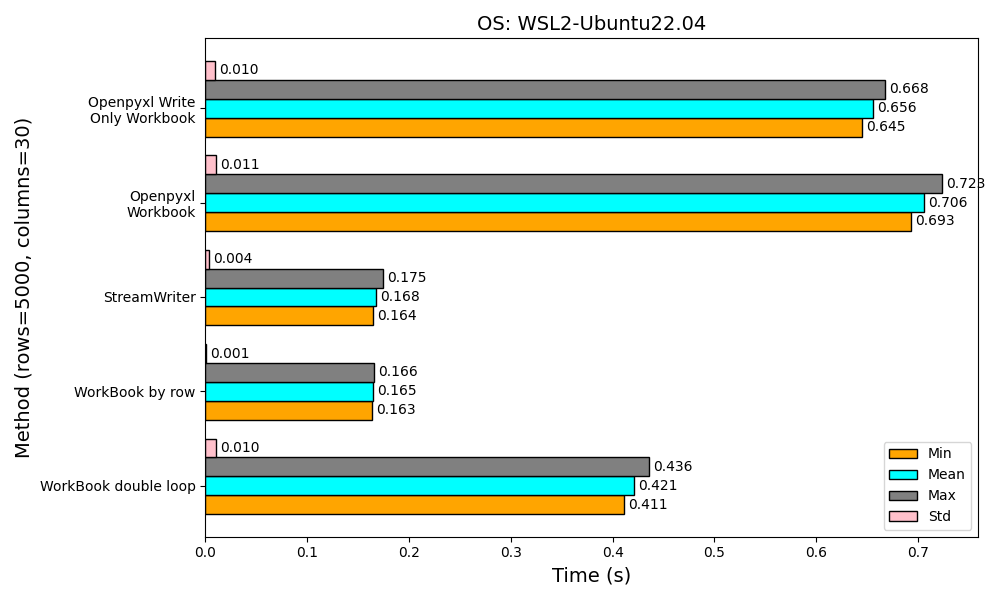 OS: WSL2-Ubuntu22.04
Method (rows=5000, columns=30)
Openpyxl Write
Only Workbook
0.010
0.668
0.656
0.645
Openpyxl
Workbook
0.011
0.723
0.706
0.693
StreamWriter
0.004
0.175
0.168
0.164
WorkBook by row
0.001
0.166
0.165
0.163
WorkBook double loop
0.010
0.436
0.421
0.411
Min
Mean
Max
Std
0.0 0.1 0.2 0.3 0.4 0.5 0.6 0.7
Time (s)